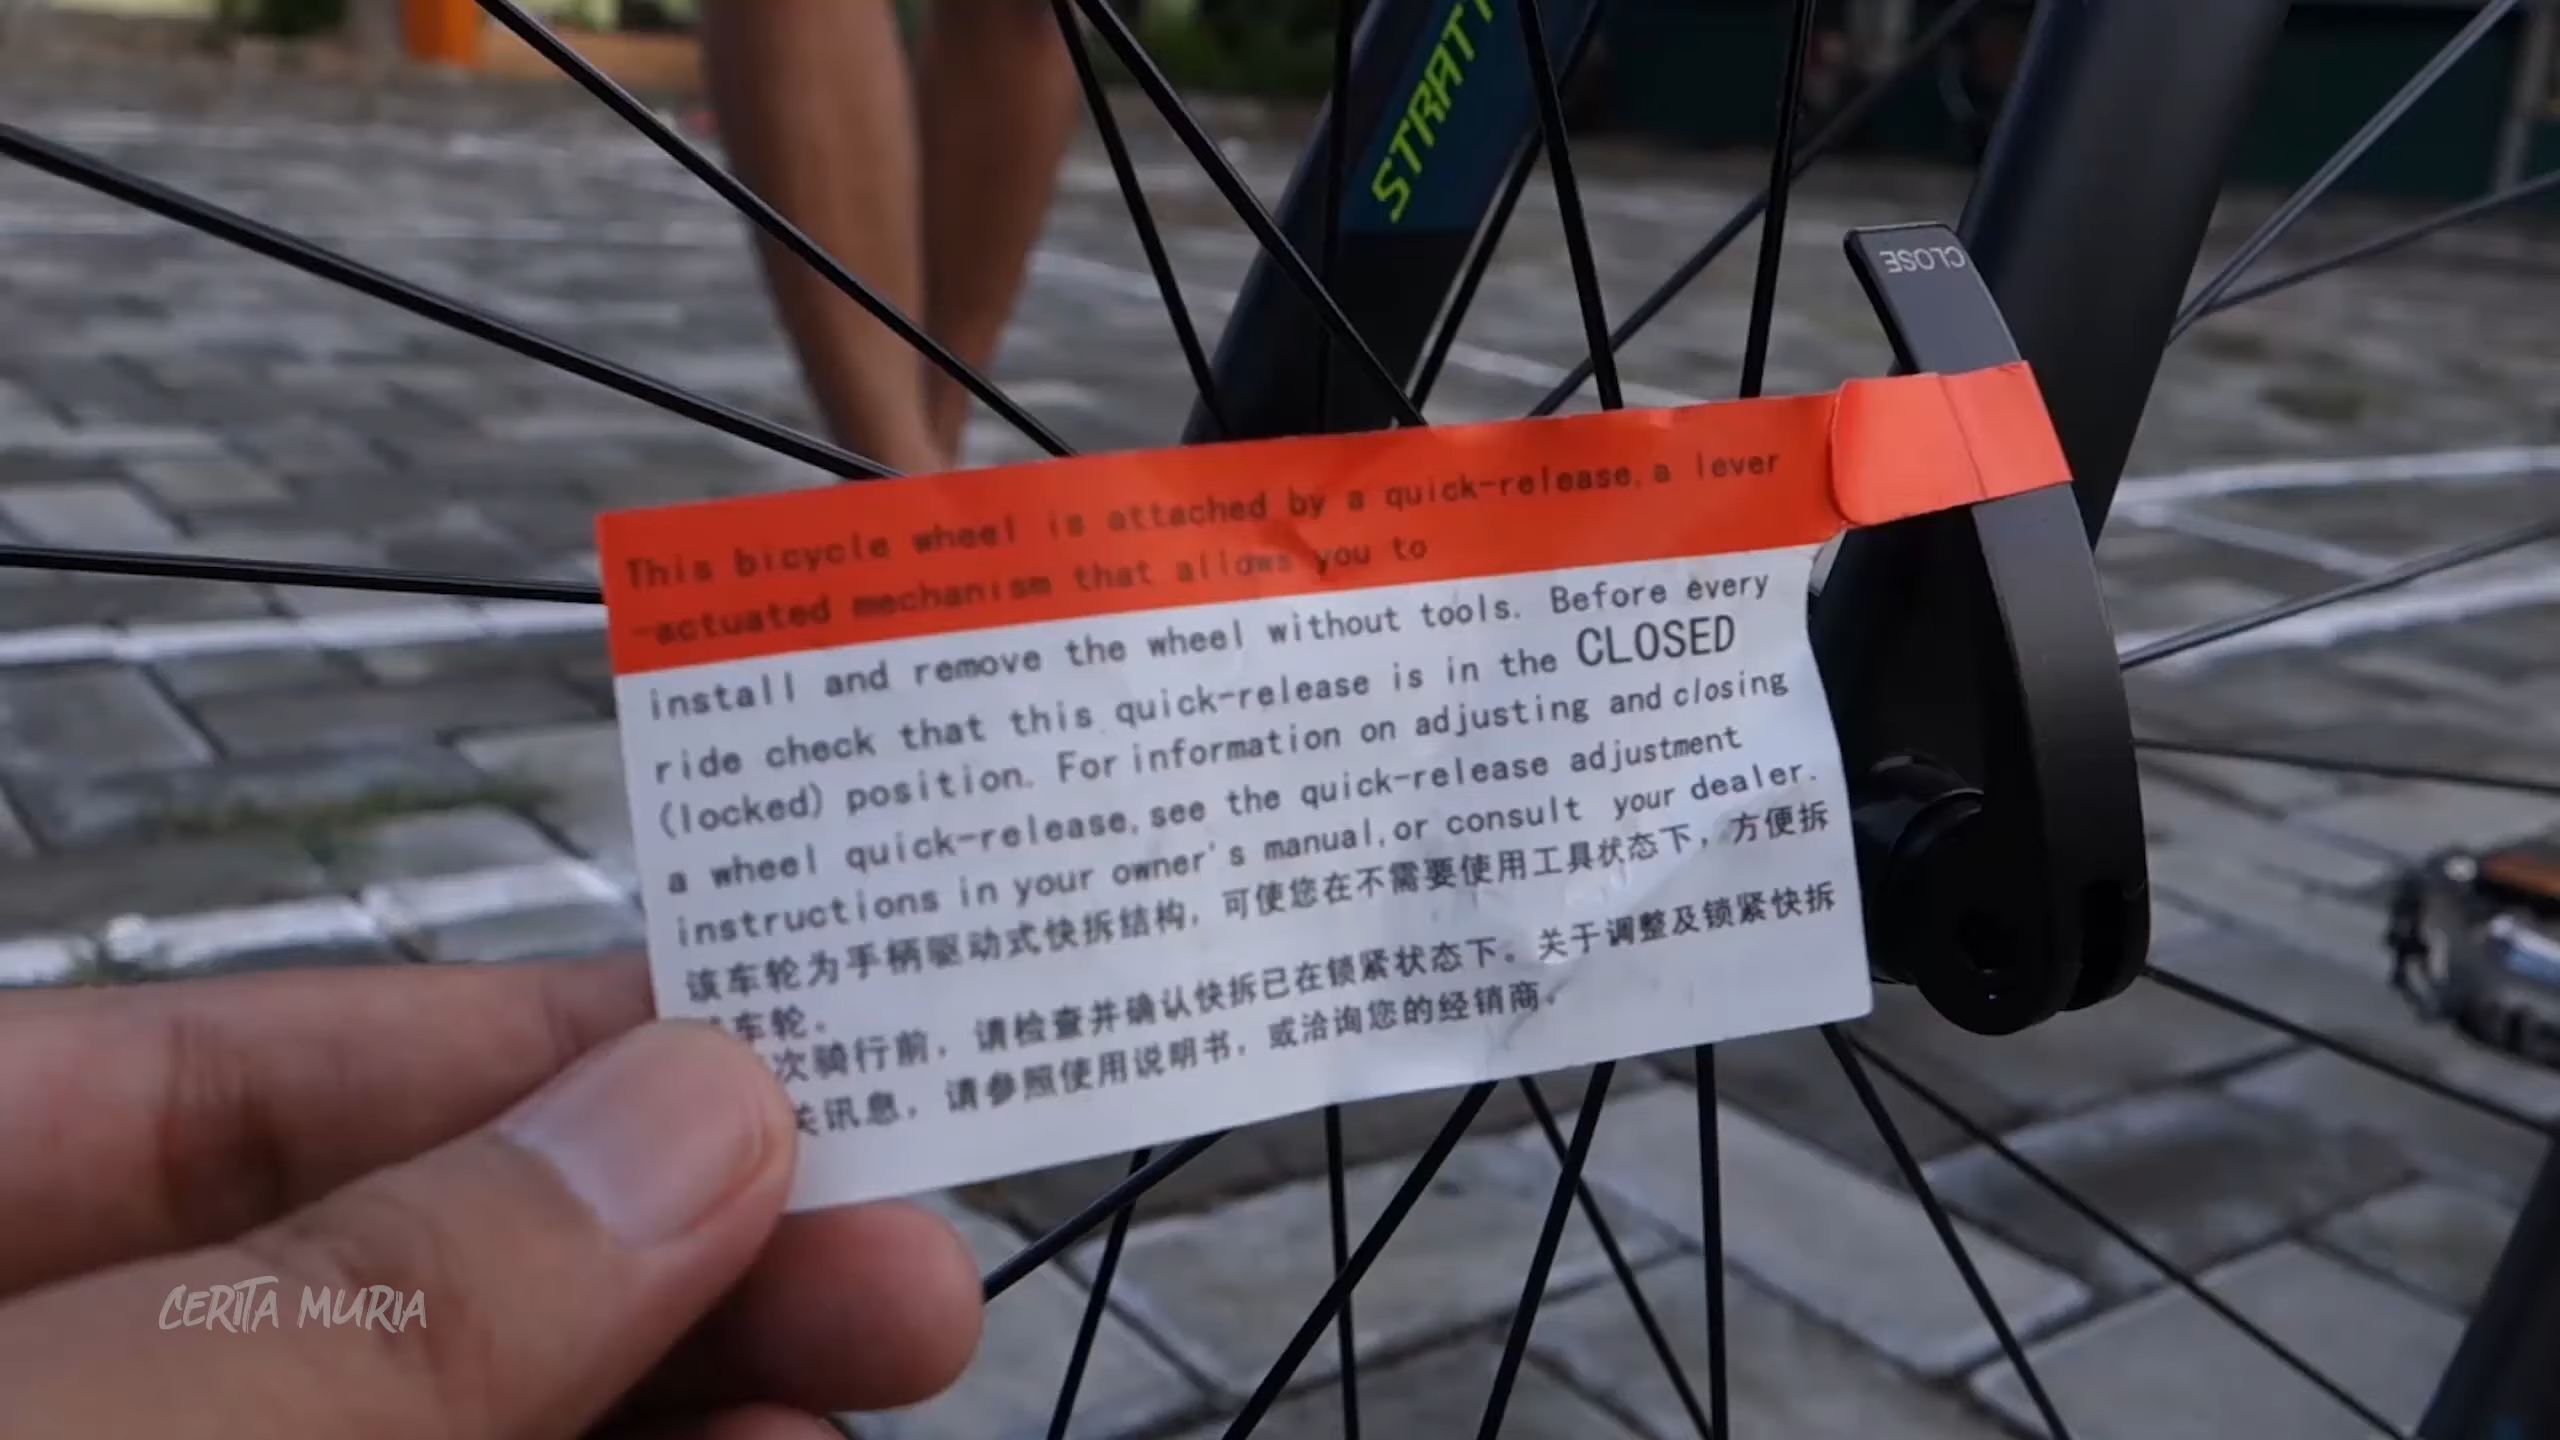 STRATT
CLOSE
This bicycle wheel is attached by a quick-release, a lever
-actuated mechanism that allows you to
install and remove the wheel without tools. Before every
ride check that this quick-release is in the CLOSED
(locked) position. For information on adjusting and closing
a wheel quick-release, see the quick-release adjustment
instructions in your owner's manual, or consult your dealer.
该车轮为手柄驱动式快拆结构，可使您在不需要使用工具状态下，方便拆
车轮。
次骑行前，请检查并确认快拆已在锁紧状态下。关于调整及锁紧快拆
关讯息，请参照使用说明书，或洽询您的经销商。
CERITA MURIA